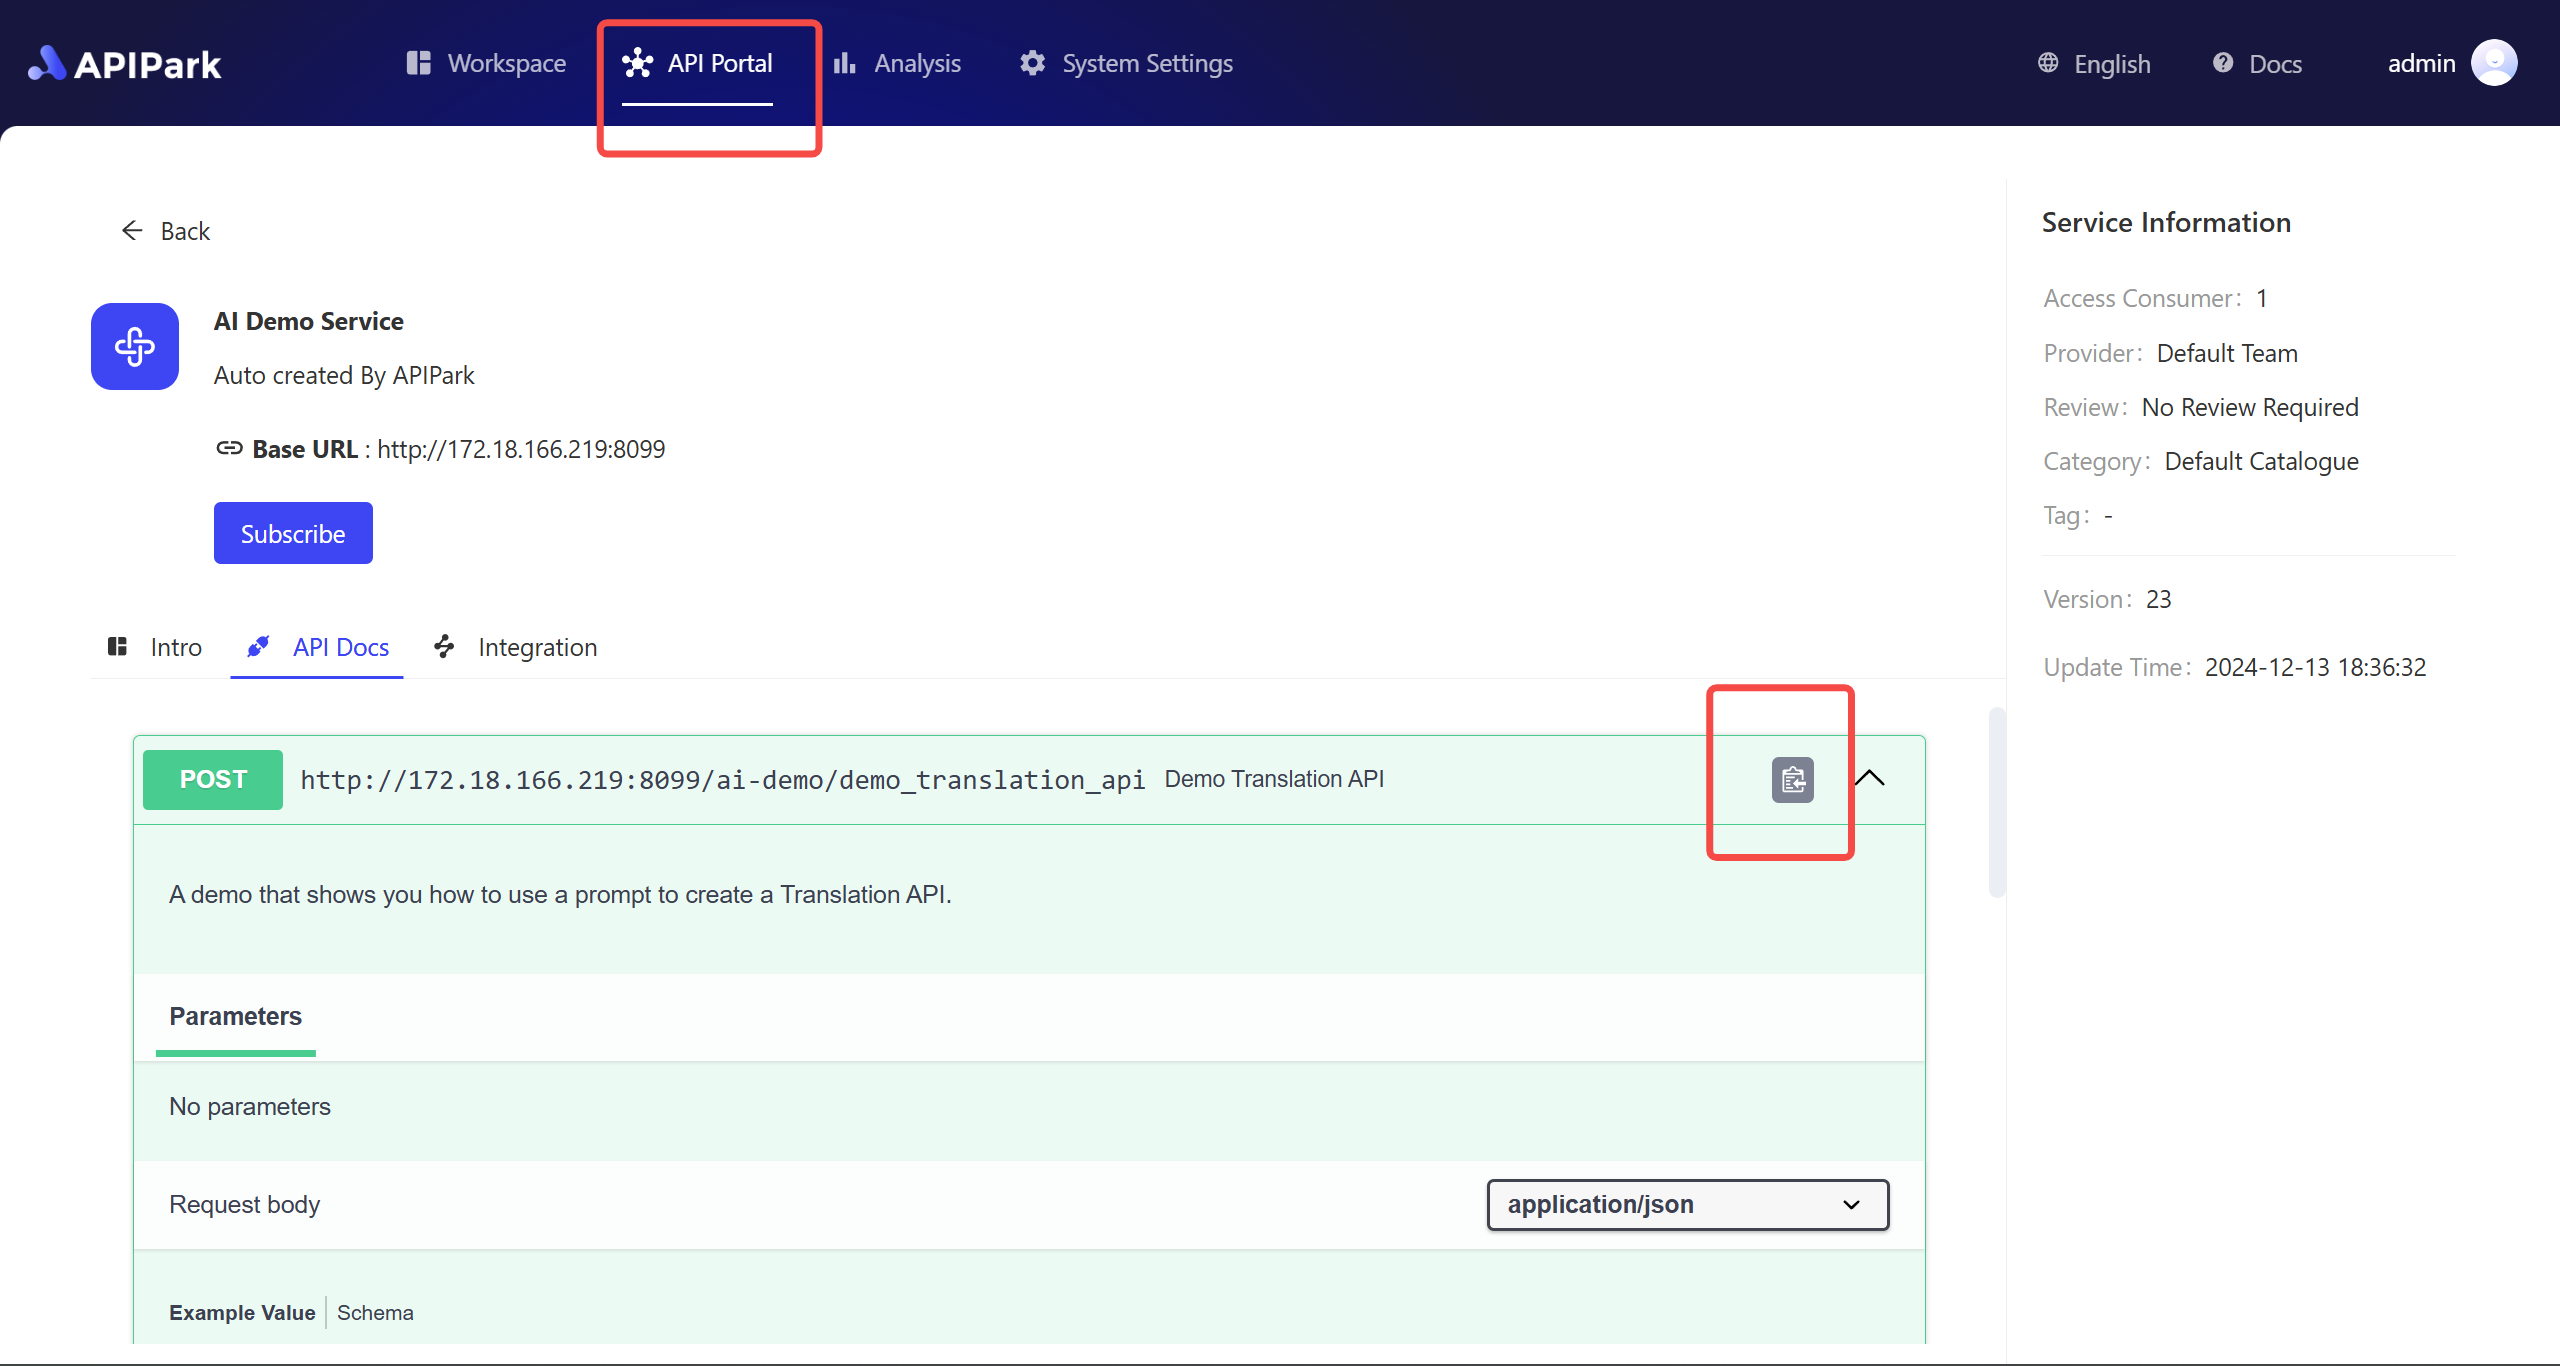 APIPark
Workspace
API Portal
Analysis
System Settings
English
Docs
admin
Back
AI Demo Service
Auto created By APIPark
Base URL : http://172.18.166.219:8099
Subscribe
Intro
API Docs
Integration
POST http://172.18.166.219:8099/ai-demo/demo_translation_api Demo Translation API
A demo that shows you how to use a prompt to create a Translation API.
Parameters
No parameters
Request body
application/json
Example Value
Schema
Service Information
Access Consumer: 1
Provider: Default Team
Review: No Review Required
Category: Default Catalogue
Tag: -
Version: 23
Update Time: 2024-12-13 18:36:32